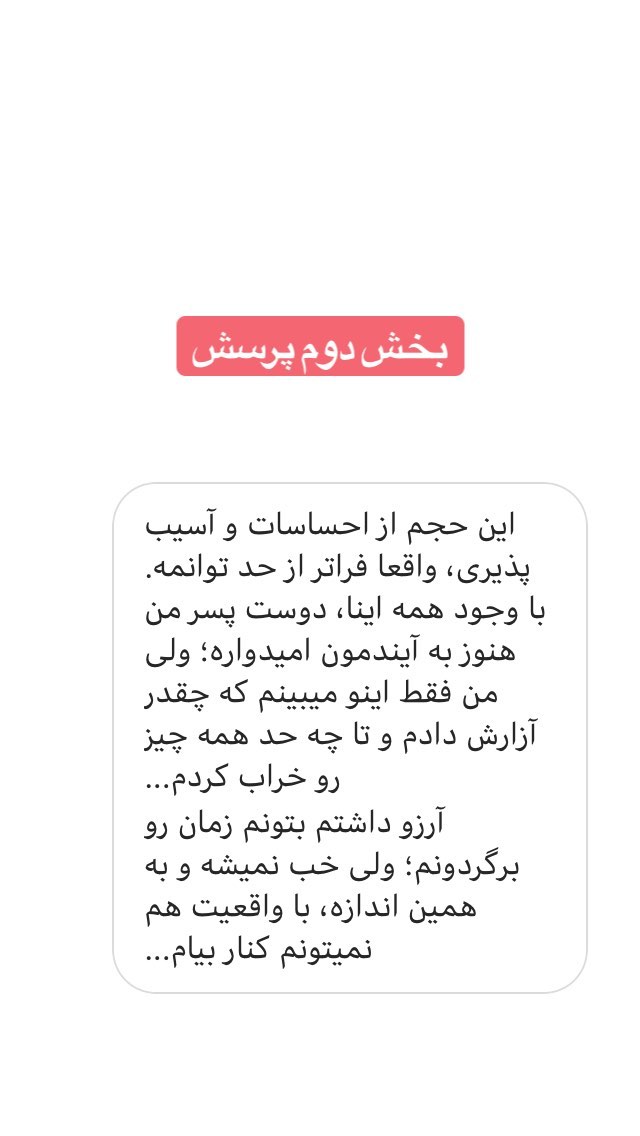 بخش دوم پرسش
این حجم از احساسات و آسیب
پذیری، واقعا فراتر از حد توانمه.
با وجود همه اینا، دوست پسر من
هنوز به آیندمون امیدواره؛ ولی
من فقط اینو میبینم که چقدر
آزارش دادم و تا چه حد همه چیز
رو خراب کردم...
آرزو داشتم بتونم زمان رو
برگردونم؛ ولی خب نمیشه و به
همین اندازه، با واقعیت هم
نمیتونم کنار بیام...